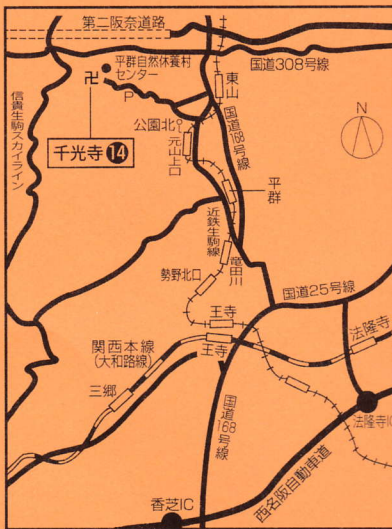 第二阪奈道路
国道308号線
平群自然休養村
センター
卍
P
東山
国道168号線
信貴生駒スカイライン
公園北
元山上口
千光寺 14
N
平群
近鉄生駒線
竜田川
勢野北口
国道25号線
王寺
王寺
関西本線
(大和路線)
法隆寺
三郷
国道168号線
法隆寺IC
西名阪自動車道
香芝IC